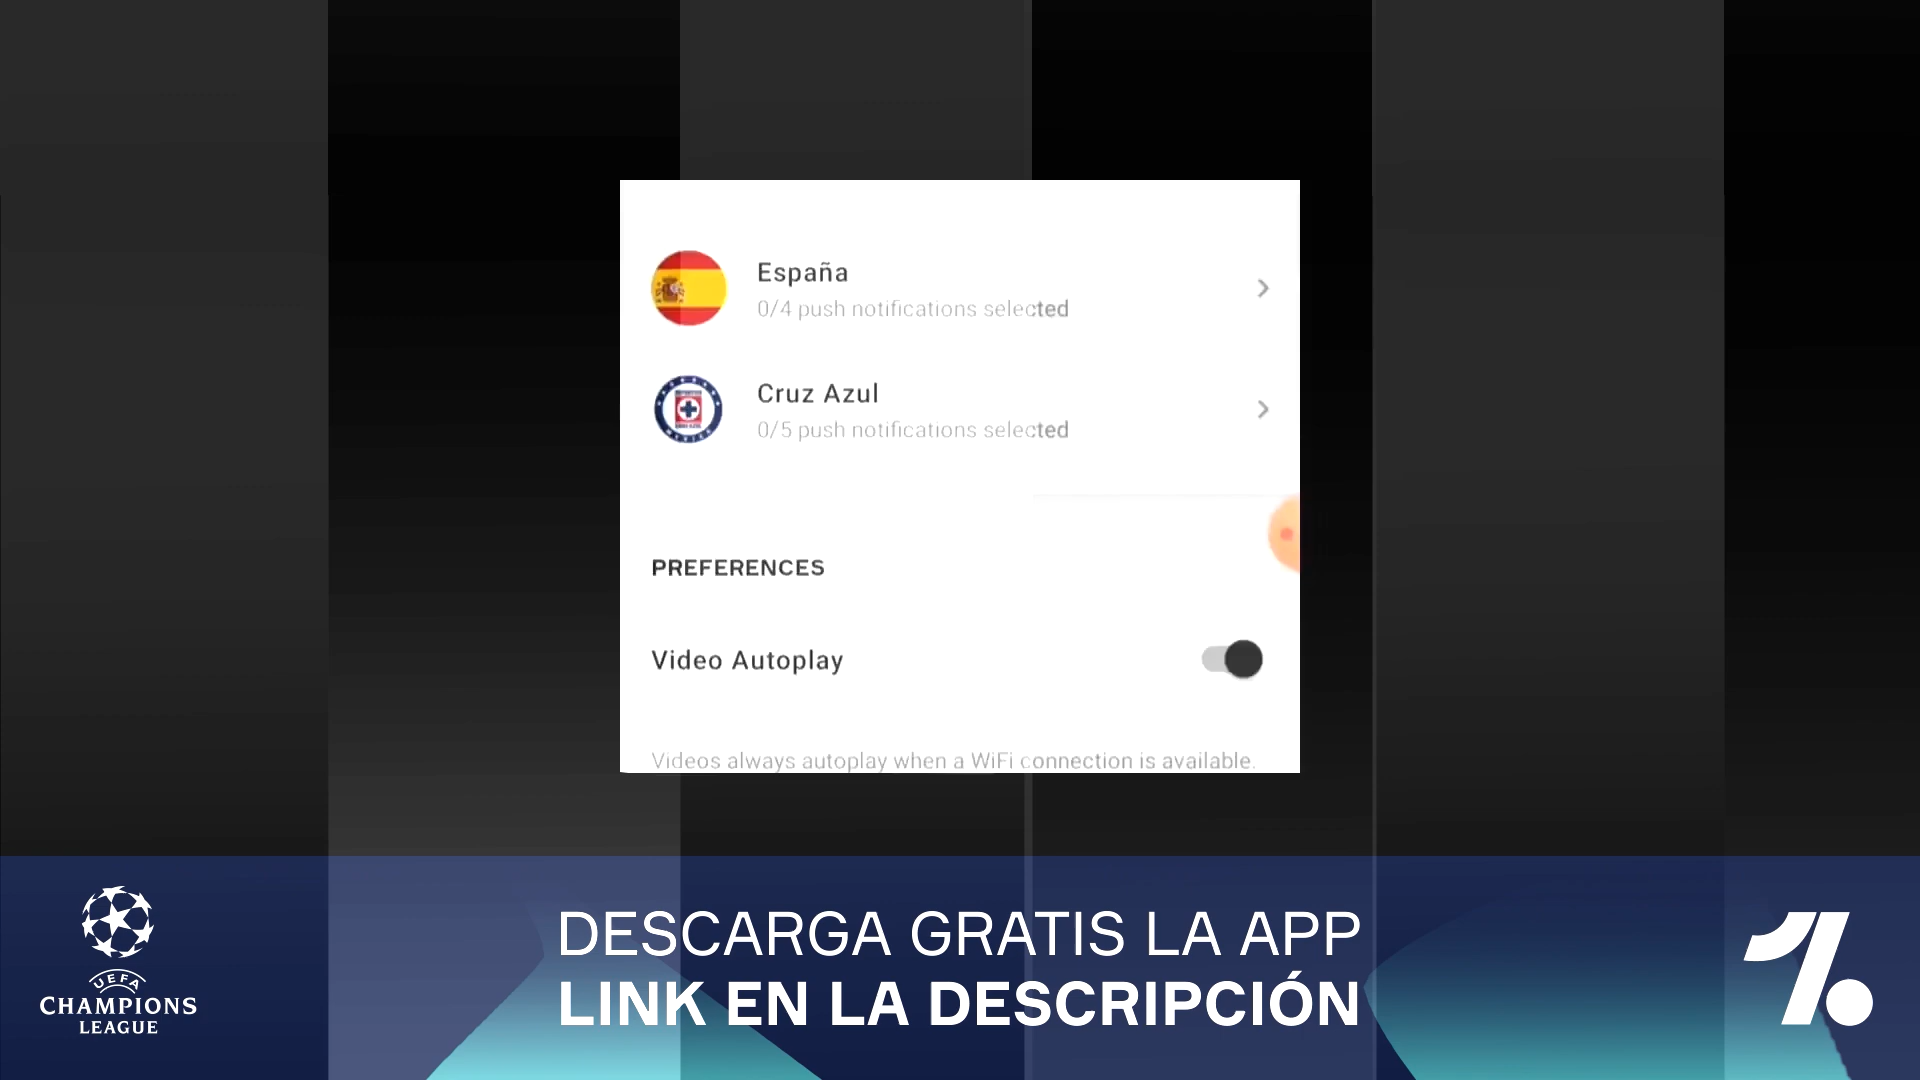 España
0/4 push notifications selected
Cruz Azul
0/5 push notifications selected
PREFERENCES
Video Autoplay
Videos always autoplay when a WiFi connection is available.
UEFA
CHAMPIONS
LEAGUE
DESCARGA GRATIS LA APP
LINK EN LA DESCRIPCIÓN